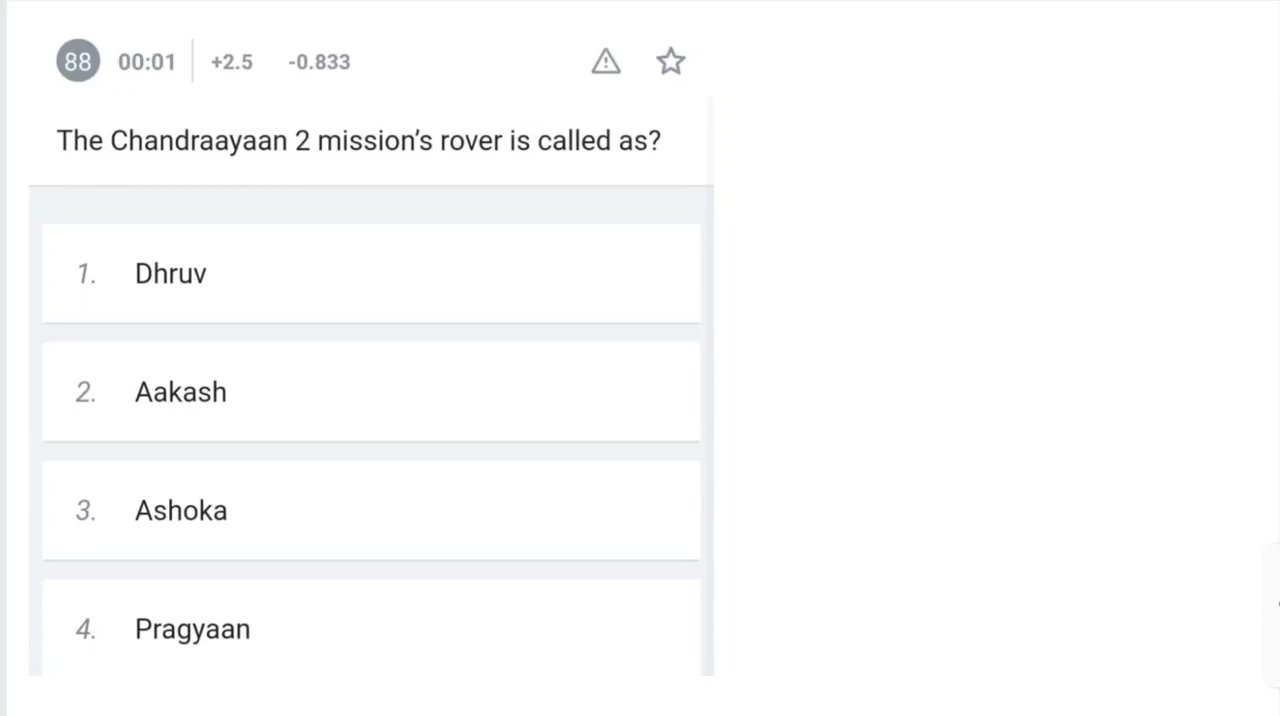 88 00:01 +2.5 -0.833
The Chandraayaan 2 mission’s rover is called as?
1. Dhruv
2. Aakash
3. Ashoka
4. Pragyaan